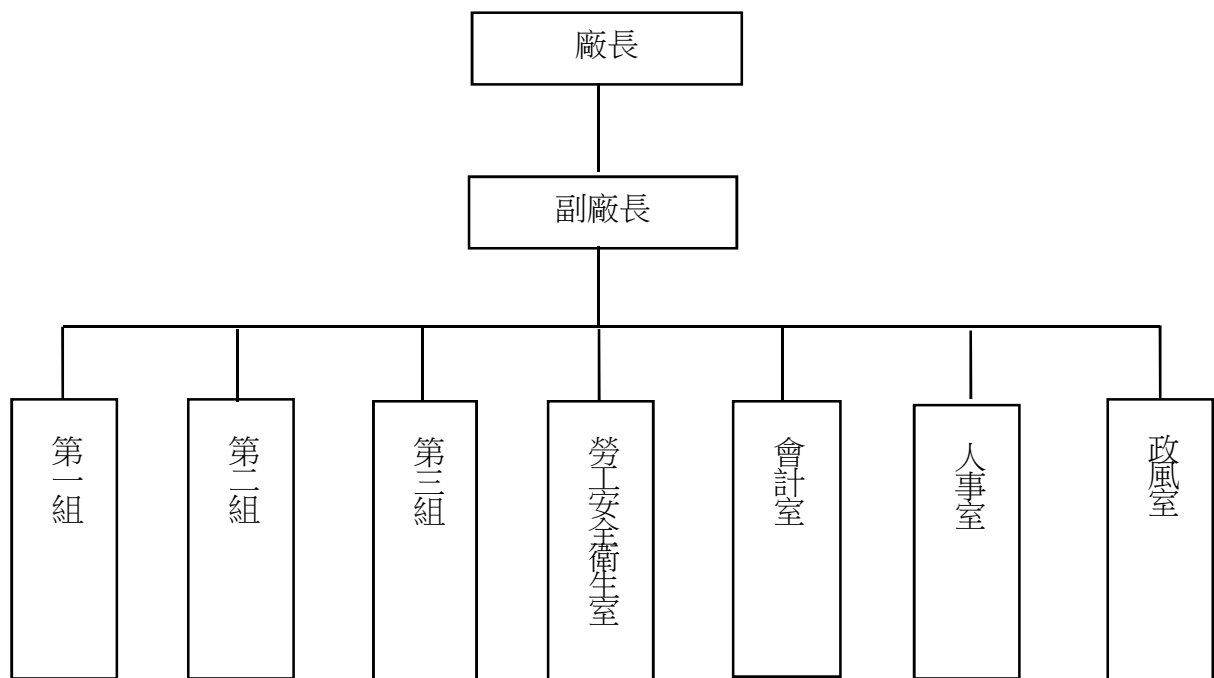 廠長
副廠長
第一組
第二組
第三組
勞工安全衛生室
會計室
人事室
政風室